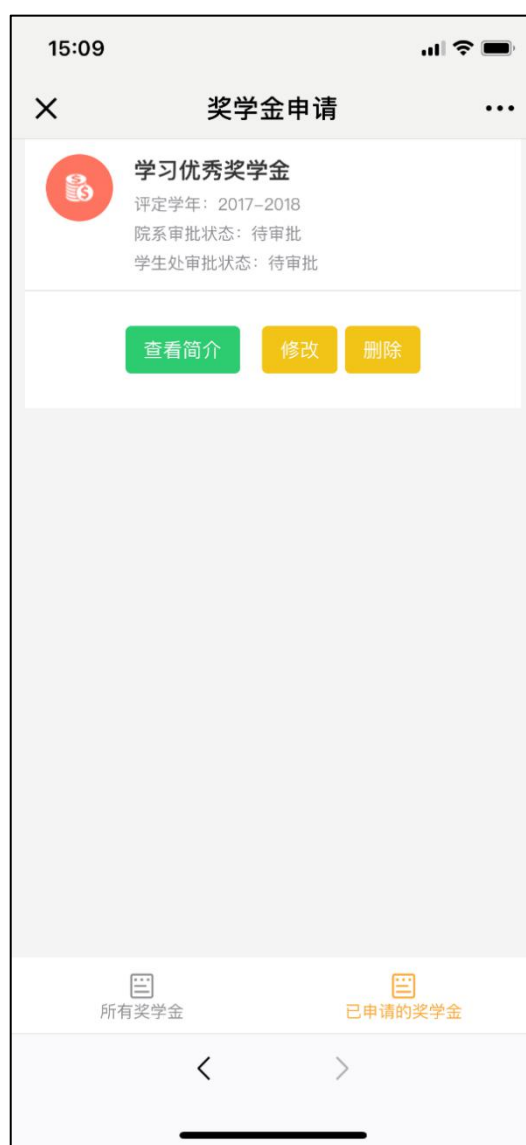 15:09
奖学金申请
学习优秀奖学金
评定学年：2017-2018
院系审批状态：待审批
学生处审批状态：待审批
查看简介 修改 删除
所有奖学金 已申请的奖学金